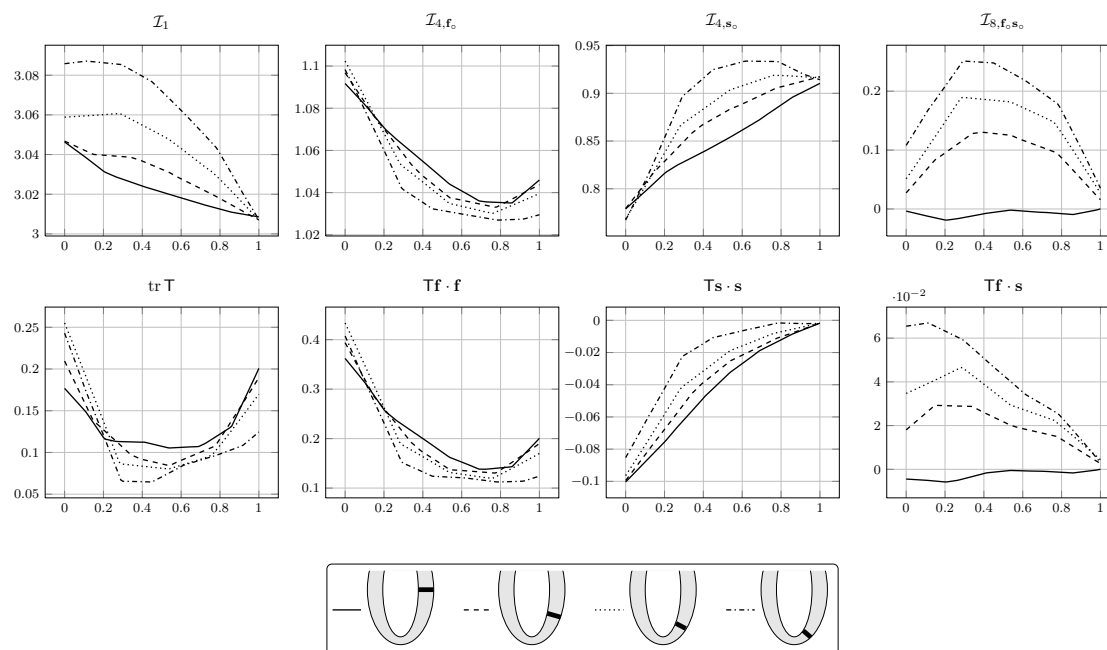 𝓘₁
𝓘₄,𝐟ₒ
𝓘₄,𝐬ₒ
𝓘₈,𝐟ₒ𝐬ₒ
3.08
3.06
3.04
3.02
3
0 0.2 0.4 0.6 0.8 1
1.1
1.08
1.06
1.04
1.02
0 0.2 0.4 0.6 0.8 1
0.95
0.9
0.85
0.8
0 0.2 0.4 0.6 0.8 1
0.2
0.1
0
0 0.2 0.4 0.6 0.8 1
tr T
T𝐟 · 𝐟
T𝐬 · 𝐬
T𝐟 · 𝐬
0.25
0.2
0.15
0.1
0.05
0 0.2 0.4 0.6 0.8 1
0.4
0.3
0.2
0.1
0 0.2 0.4 0.6 0.8 1
0
−0.02
−0.04
−0.06
−0.08
−0.1
0 0.2 0.4 0.6 0.8 1
·10⁻²
6
4
2
0
0 0.2 0.4 0.6 0.8 1